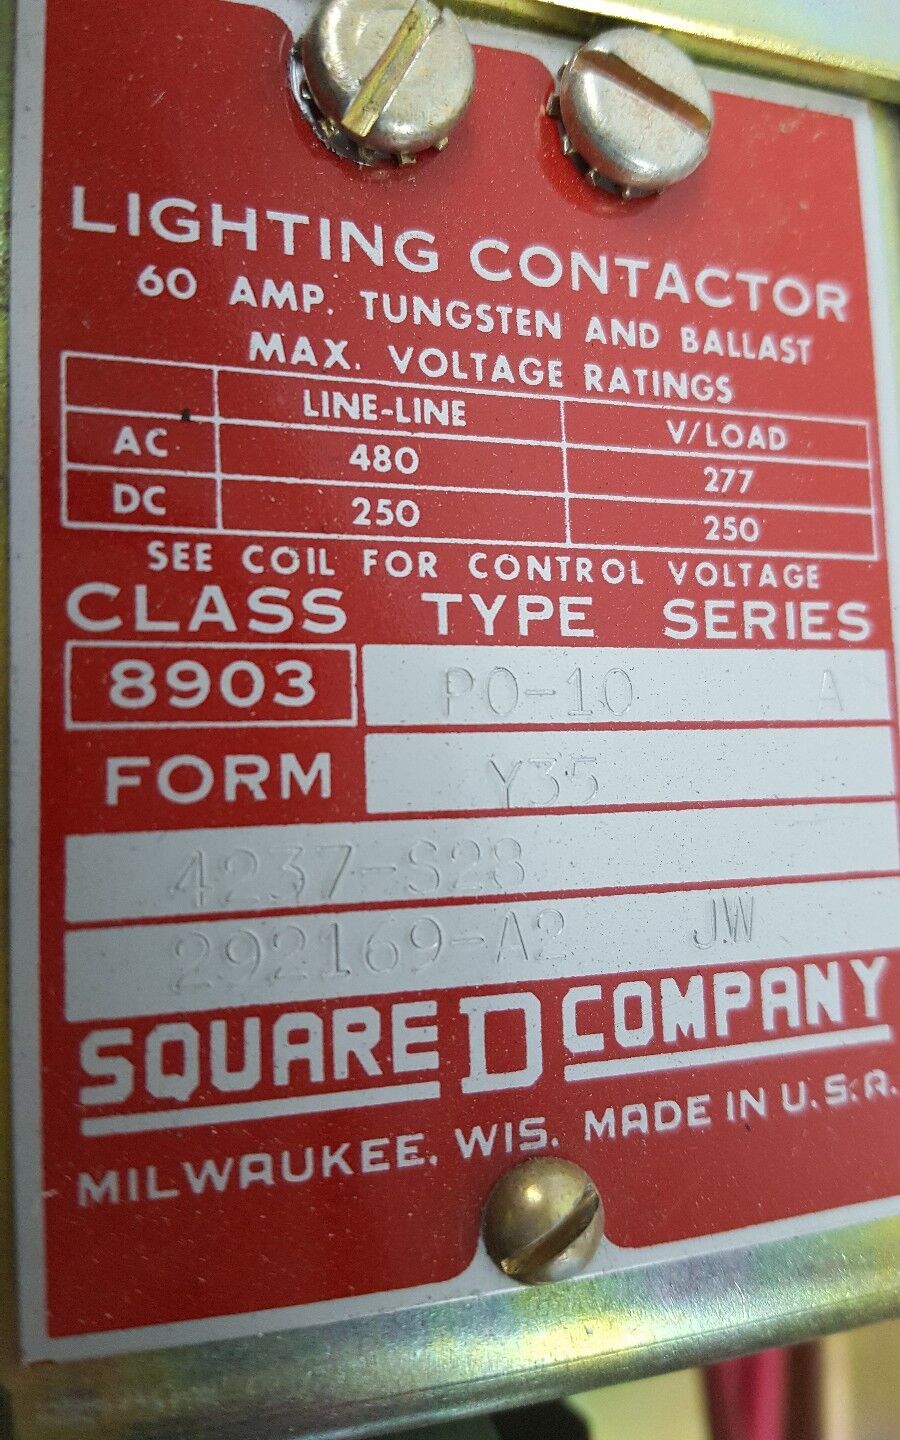 LIGHTING CONTACTOR
60 AMP. TUNGSTEN AND BALLAST
MAX. VOLTAGE RATINGS
LINE-LINE V/LOAD
AC 480 277
DC 250 250
SEE COIL FOR CONTROL VOLTAGE
CLASS TYPE SERIES
8903 PO-10 A
FORM Y35
4237-S28
292169-A2 JW
SQUARE D COMPANY
MILWAUKEE, WIS. MADE IN U.S.A.